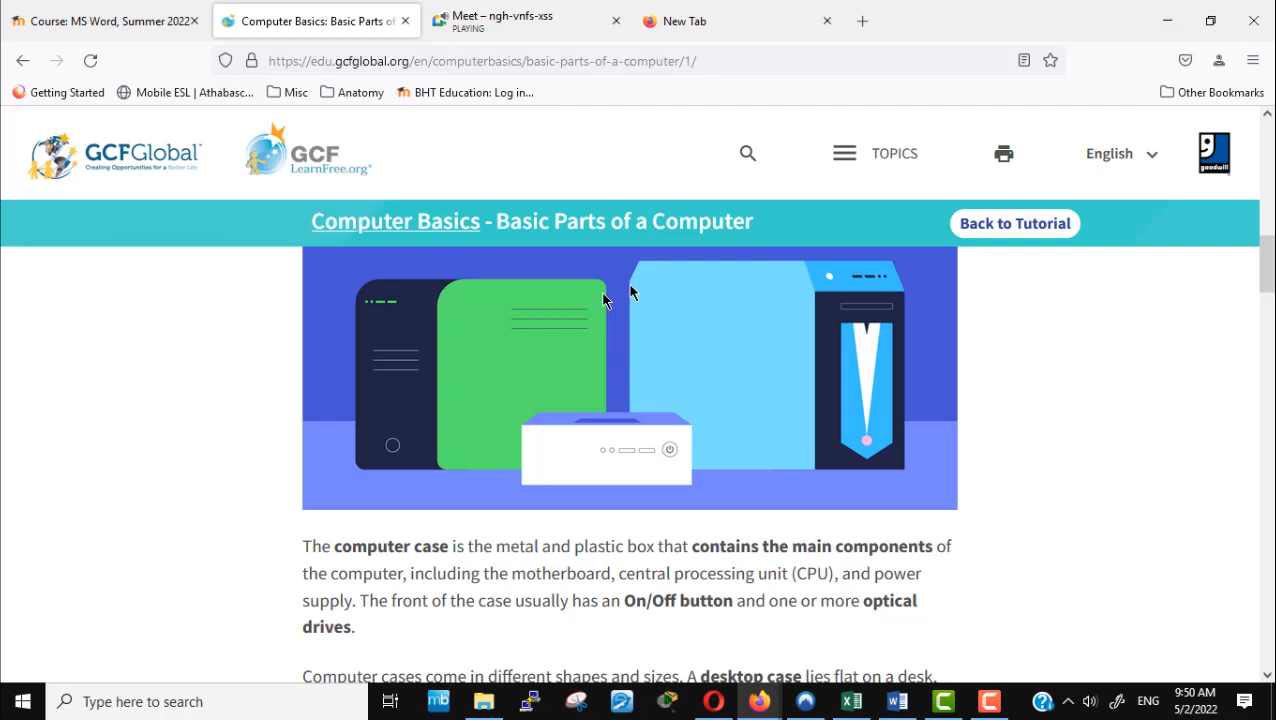 Course: MS Word, Summer 2022
Computer Basics: Basic Parts of
Meet – ngh-vnfs-xss
PLAYING
New Tab
https://edu.gcfglobal.org/en/computerbasics/basic-parts-of-a-computer/1/
Getting Started
Mobile ESL | Athabasc...
Misc
Anatomy
BHT Education: Log in...
Other Bookmarks
GCFGlobal
Creating Opportunities for a Better Life
GCF
LearnFree.org
TOPICS
English
goodwill
Computer Basics - Basic Parts of a Computer
Back to Tutorial
The computer case is the metal and plastic box that contains the main components of
the computer, including the motherboard, central processing unit (CPU), and power
supply. The front of the case usually has an On/Off button and one or more optical
drives.
Computer cases come in different shapes and sizes. A desktop case lies flat on a desk,
Type here to search
mb
ENG
9:50 AM
5/2/2022